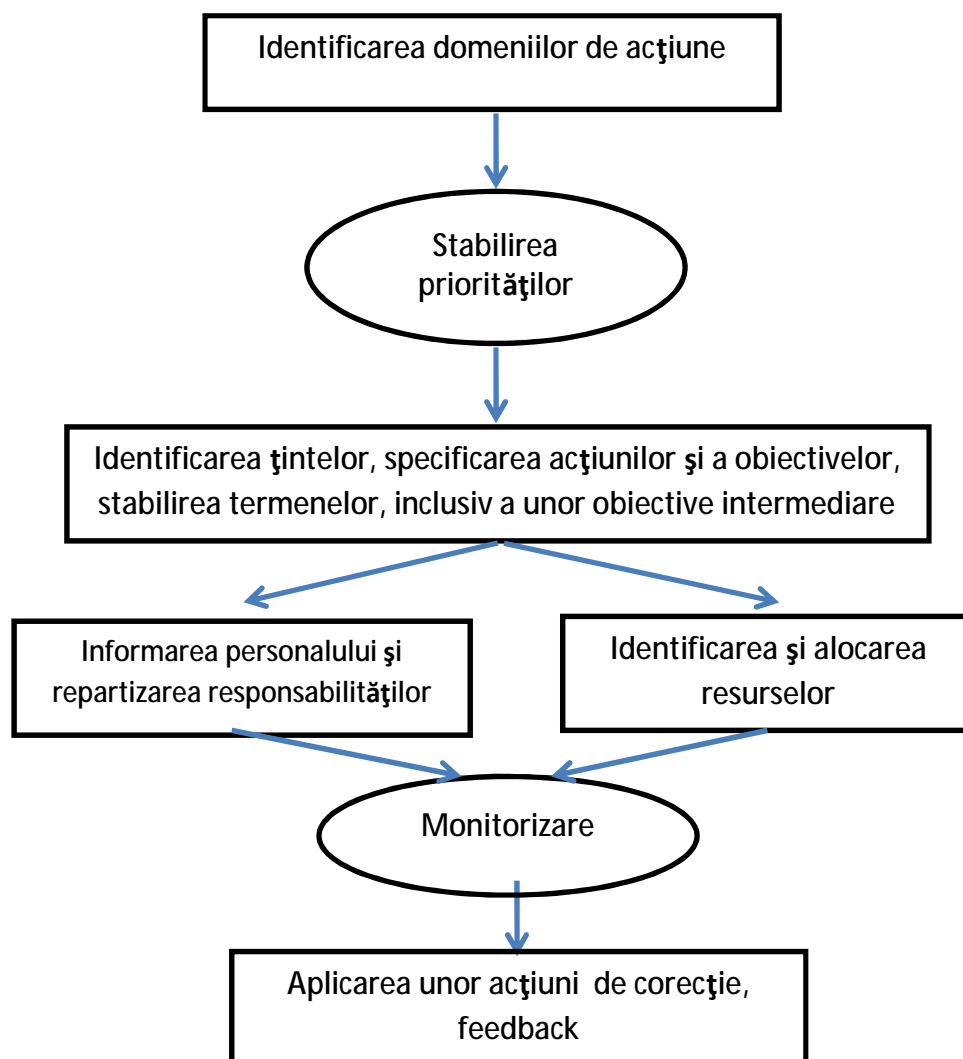 Identificarea domeniilor de acţiune
Stabilirea
priorităţilor
Identificarea ţintelor, specificarea acţiunilor şi a obiectivelor,
stabilirea termenelor, inclusiv a unor obiective intermediare
Informarea personalului şi
repartizarea responsabilităţilor
Identificarea şi alocarea
resurselor
Monitorizare
Aplicarea unor acţiuni de corecţie,
feedback